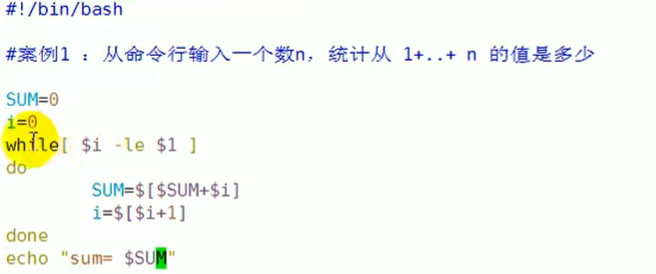 #!/bin/bash
#案例1 ：从命令行输入一个数n，统计从 1+..+ n 的值是多少
SUM=0
i=0
while[ $i -le $1 ]
do
SUM=$[$SUM+$i]
i=$[$i+1]
done
echo "sum= $SUM"